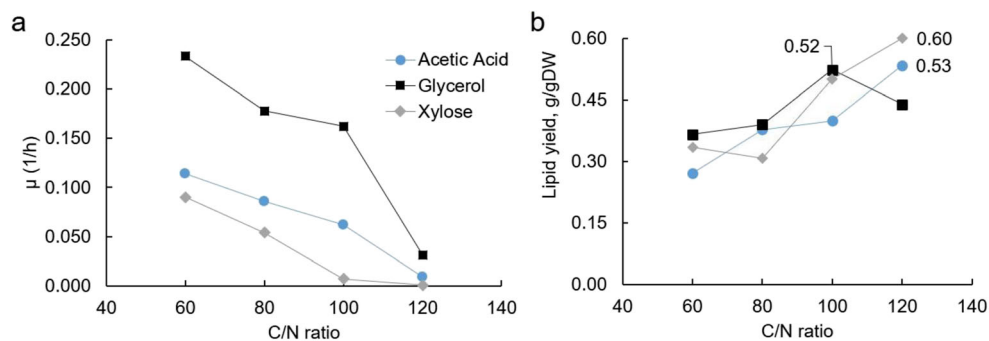 a
0.250
0.200
0.150
0.100
0.050
0.000
μ (1/h)
40 60 80 100 120 140
C/N ratio
Acetic Acid
Glycerol
Xylose
b
0.60
0.45
0.30
0.15
0.00
Lipid yield, g/gDW
0.52
0.60
0.53
40 60 80 100 120 140
C/N ratio